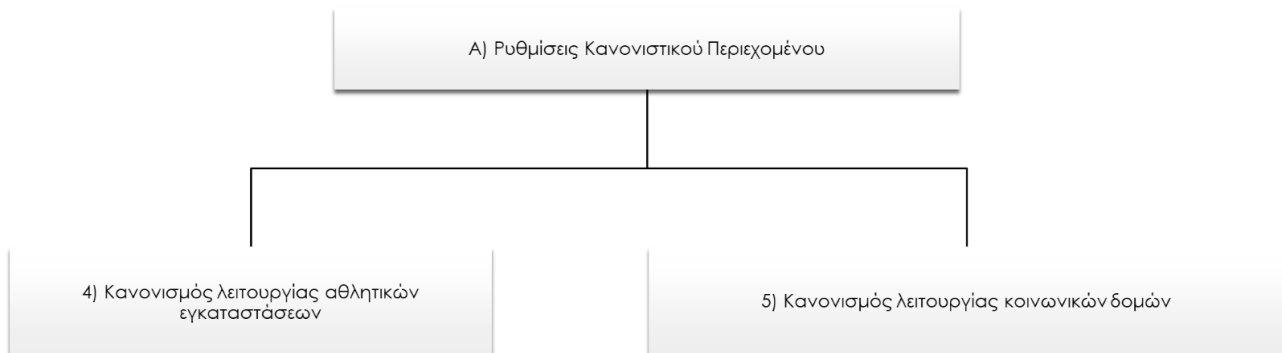 Α) Ρυθμίσεις Κανονιστικού Περιεχομένου
4) Κανονισμός λειτουργίας αθλητικών
εγκαταστάσεων
5) Κανονισμός λειτουργίας κοινωνικών δομών